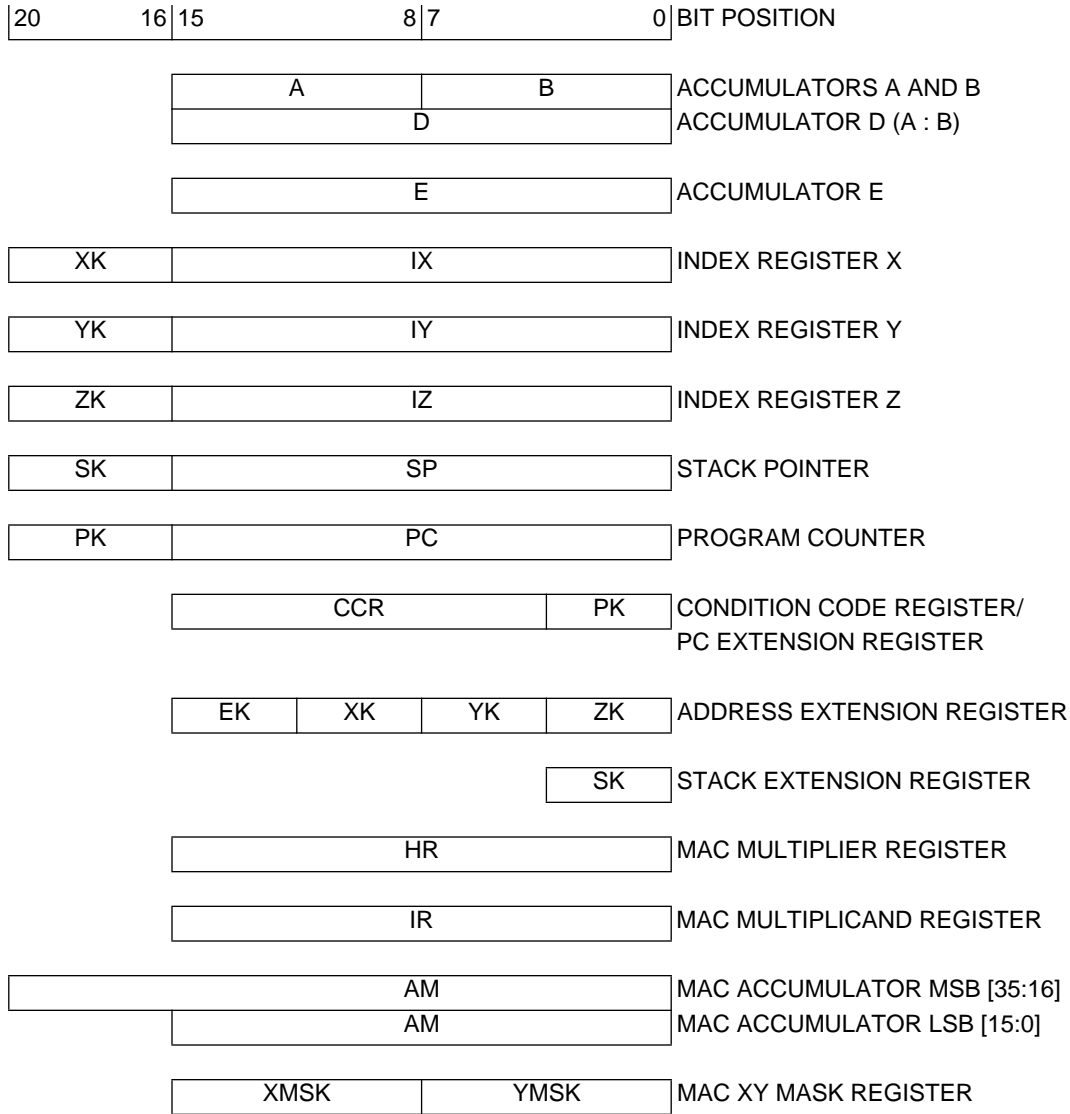 20 16 15 8 7 0 BIT POSITION
A B ACCUMULATORS A AND B
D ACCUMULATOR D (A : B)
E ACCUMULATOR E
XK IX INDEX REGISTER X
YK IY INDEX REGISTER Y
ZK IZ INDEX REGISTER Z
SK SP STACK POINTER
PK PC PROGRAM COUNTER
CCR PK CONDITION CODE REGISTER/
PC EXTENSION REGISTER
EK XK YK ZK ADDRESS EXTENSION REGISTER
SK STACK EXTENSION REGISTER
HR MAC MULTIPLIER REGISTER
IR MAC MULTIPLICAND REGISTER
AM MAC ACCUMULATOR MSB [35:16]
AM MAC ACCUMULATOR LSB [15:0]
XMSK YMSK MAC XY MASK REGISTER